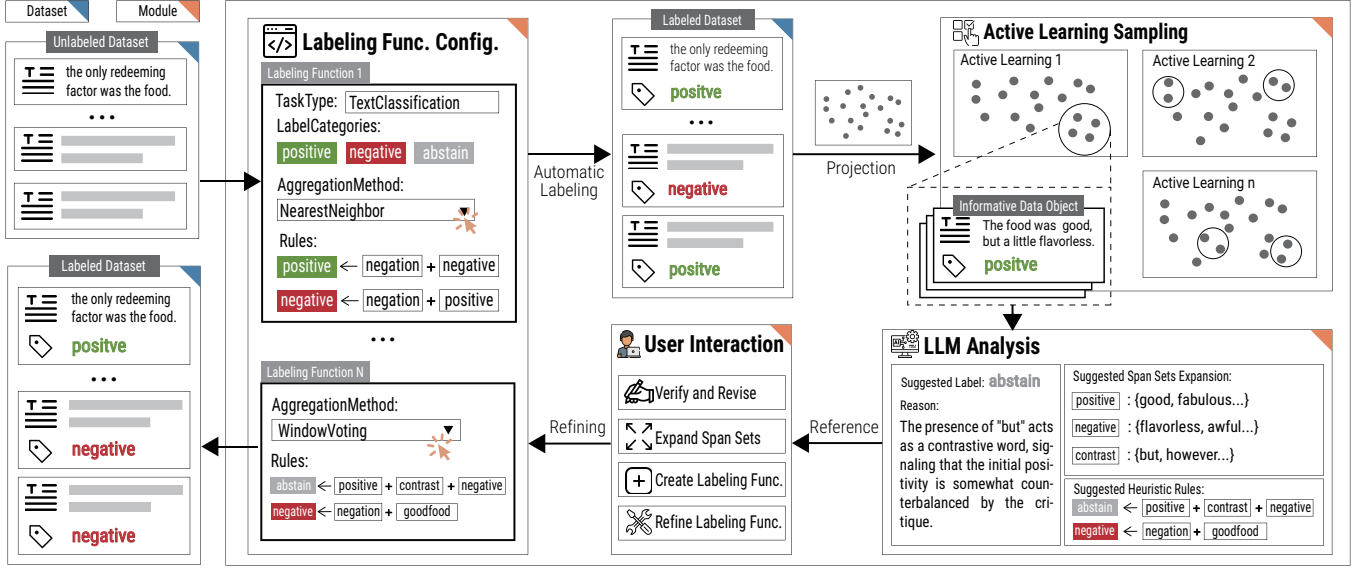 Dataset
Module
Unlabeled Dataset
the only redeeming
factor was the food.
...
Labeled Dataset
the only redeeming
factor was the food.
positve
...
negative
negative
Labeling Func. Config.
Labeling Function 1
TaskType: TextClassification
LabelCategories:
positive negative abstain
AggregationMethod:
NearestNeighbor
Rules:
positive ← negation + negative
negative ← negation + positive
...
Labeling Function N
AggregationMethod:
WindowVoting
Rules:
abstain ← positive + contrast + negative
negative ← negation + goodfood
Automatic
Labeling
Labeled Dataset
the only redeeming
factor was the food.
positve
...
negative
positve
Projection
Active Learning Sampling
Active Learning 1
Active Learning 2
Active Learning n
Informative Data Object
The food was good,
but a little flavorless.
positve
LLM Analysis
Suggested Label: abstain
Reason:
The presence of "but" acts
as a contrastive word, sig-
naling that the initial posi-
tivity is somewhat coun-
terbalanced by the cri-
tique.
Suggested Span Sets Expansion:
positive : {good, fabulous...}
negative : {flavorless, awful...}
contrast : {but, however...}
Suggested Heuristic Rules:
abstain ← positive + contrast + negative
negative ← negation + goodfood
Reference
User Interaction
Verify and Revise
Expand Span Sets
Create Labeling Func.
Refine Labeling Func.
Refining